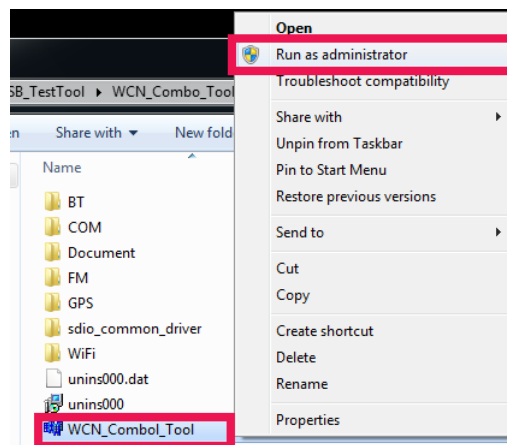 SB_TestTool ▸ WCN_Combo_Tool
Share with
New fold
Name
BT
COM
Document
FM
GPS
sdio_common_driver
WiFi
unins000.dat
unins000
WCN_Combol_Tool
Open
Run as administrator
Troubleshoot compatibility
Share with
Unpin from Taskbar
Pin to Start Menu
Restore previous versions
Send to
Cut
Copy
Create shortcut
Delete
Rename
Properties